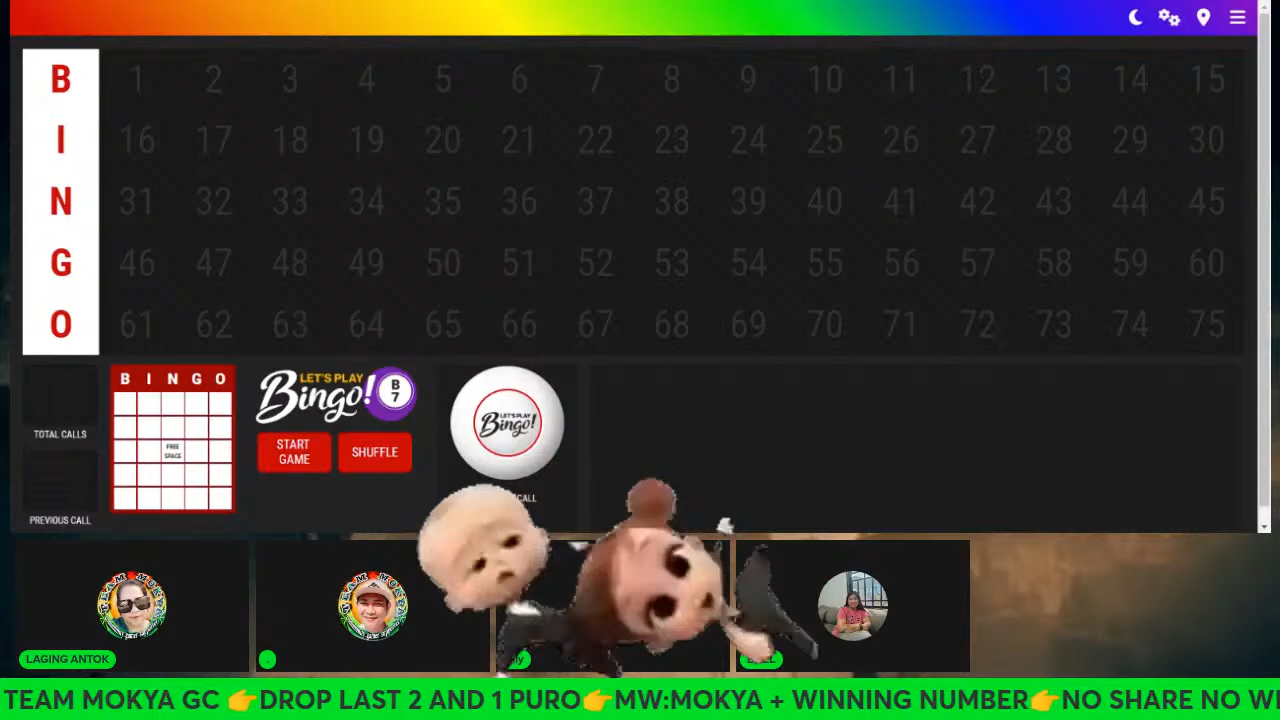 B 1 2 3 4 5 6 7 8 9 10 11 12 13 14 15
I 16 17 18 19 20 21 22 23 24 25 26 27 28 29 30
N 31 32 33 34 35 36 37 38 39 40 41 42 43 44 45
G 46 47 48 49 50 51 52 53 54 55 56 57 58 59 60
O 61 62 63 64 65 66 67 68 69 70 71 72 73 74 75
TOTAL CALLS
PREVIOUS CALL
B I N G O
FREE
SPACE
LET'S PLAY
Bingo!
B
7
START
GAME
SHUFFLE
LET'S PLAY
Bingo!
CALL
LAGING ANTOK
.
TEAM MOKYA GC 👉DROP LAST 2 AND 1 PURO👉MW:MOKYA + WINNING NUMBER👉NO SHARE NO